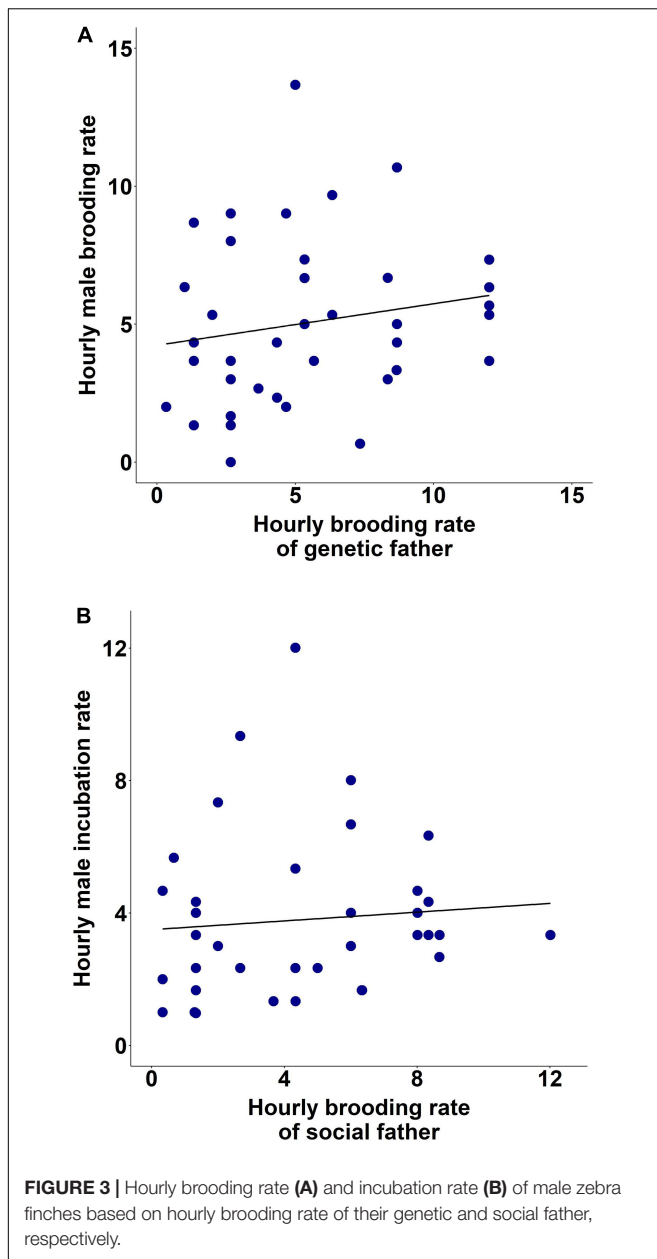 A
15
10
5
0
Hourly male brooding rate
0 5 10 15
Hourly brooding rate
of genetic father
B
12
8
4
0
Hourly male incubation rate
0 4 8 12
Hourly brooding rate
of social father
FIGURE 3 | Hourly brooding rate (A) and incubation rate (B) of male zebra
finches based on hourly brooding rate of their genetic and social father,
respectively.